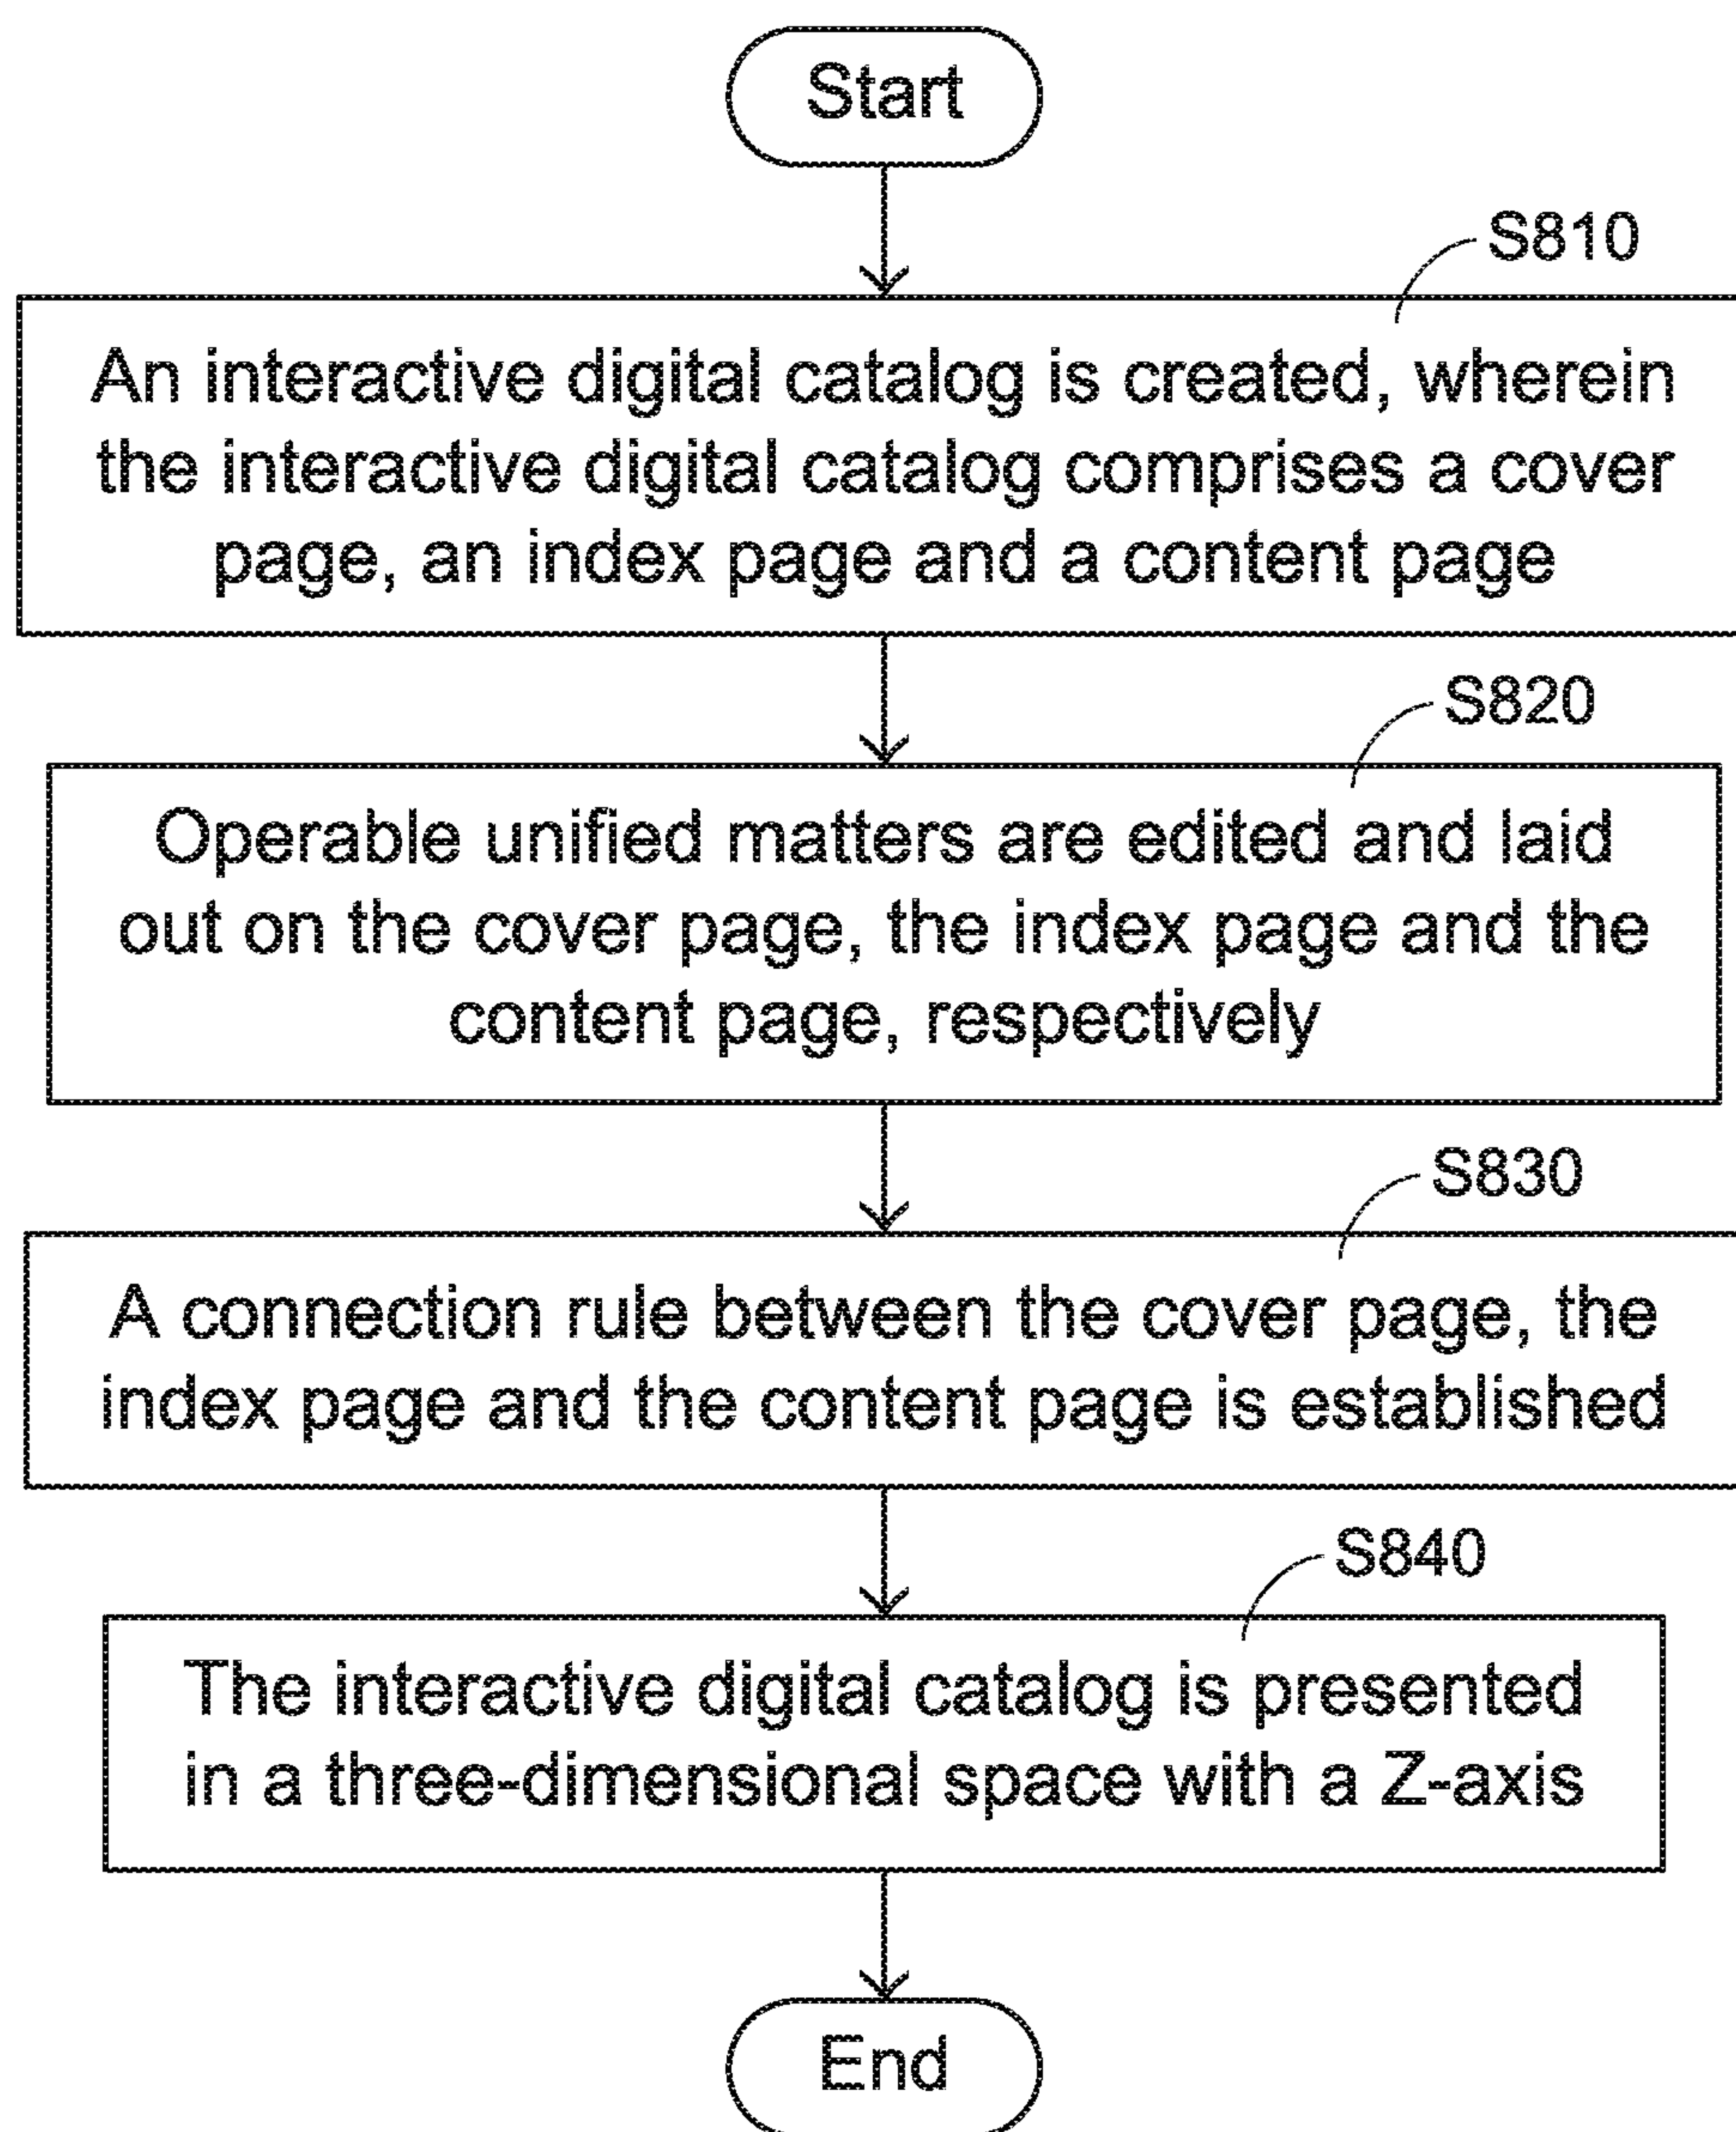 Start
S810
An interactive digital catalog is created, wherein
the interactive digital catalog comprises a cover
page, an index page and a content page
S820
Operable unified matters are edited and laid
out on the cover page, the index page and the
content page, respectively
S830
A connection rule between the cover page, the
index page and the content page is established
S840
The interactive digital catalog is presented
in a three-dimensional space with a Z-axis
End